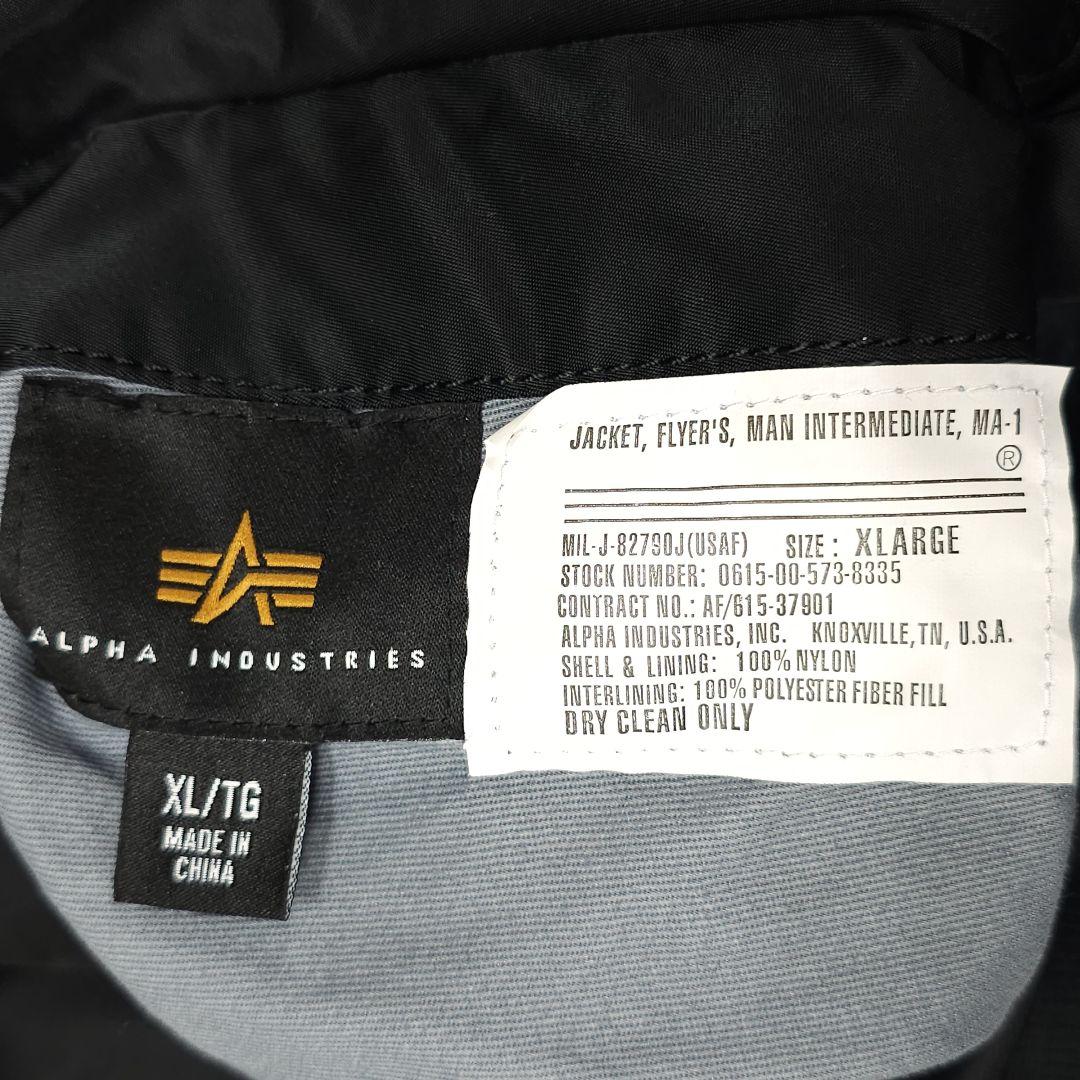 JACKET, FLYER'S, MAN INTERMEDIATE, MA-1
®
MIL-J-82790J(USAF) SIZE: XLARGE
STOCK NUMBER: 0615-00-573-8335
CONTRACT NO.: AF/615-37901
ALPHA INDUSTRIES, INC. KNOXVILLE, TN, U.S.A.
SHELL & LINING: 100% NYLON
INTERLINING: 100% POLYESTER FIBER FILL
DRY CLEAN ONLY
ALPHA INDUSTRIES
XL/TG
MADE IN
CHINA